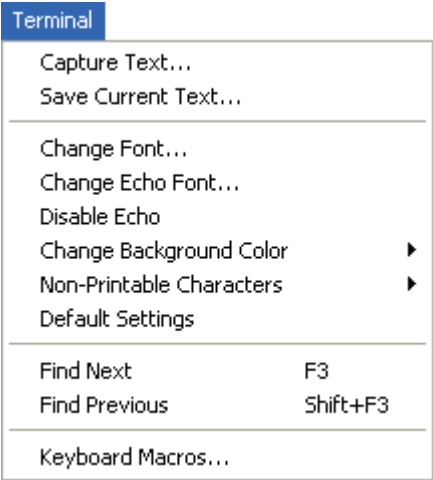 Terminal
Capture Text...
Save Current Text...
Change Font...
Change Echo Font...
Disable Echo
Change Background Color
Non-Printable Characters
Default Settings
Find Next F3
Find Previous Shift+F3
Keyboard Macros...